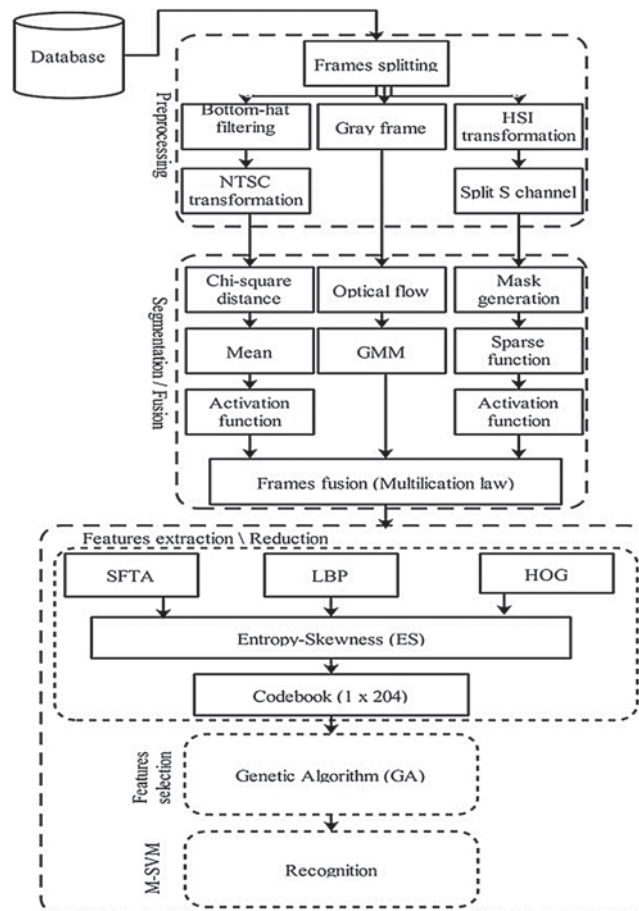 Database
Frames splitting
Preprocessing
Bottom-hat
filtering
Gray frame
HSI
transformation
NTSC
transformation
Split S channel
Segmentation / Fusion
Chi-square
distance
Optical flow
Mask
generation
Mean
GMM
Sparse
function
Activation
function
Activation
function
Frames fusion (Multilication law)
Features extraction \ Reduction
SFTA
LBP
HOG
Entropy-Skewness (ES)
Codebook (1 x 204)
Features
selection
Genetic Algorithm (GA)
M-SVM
Recognition